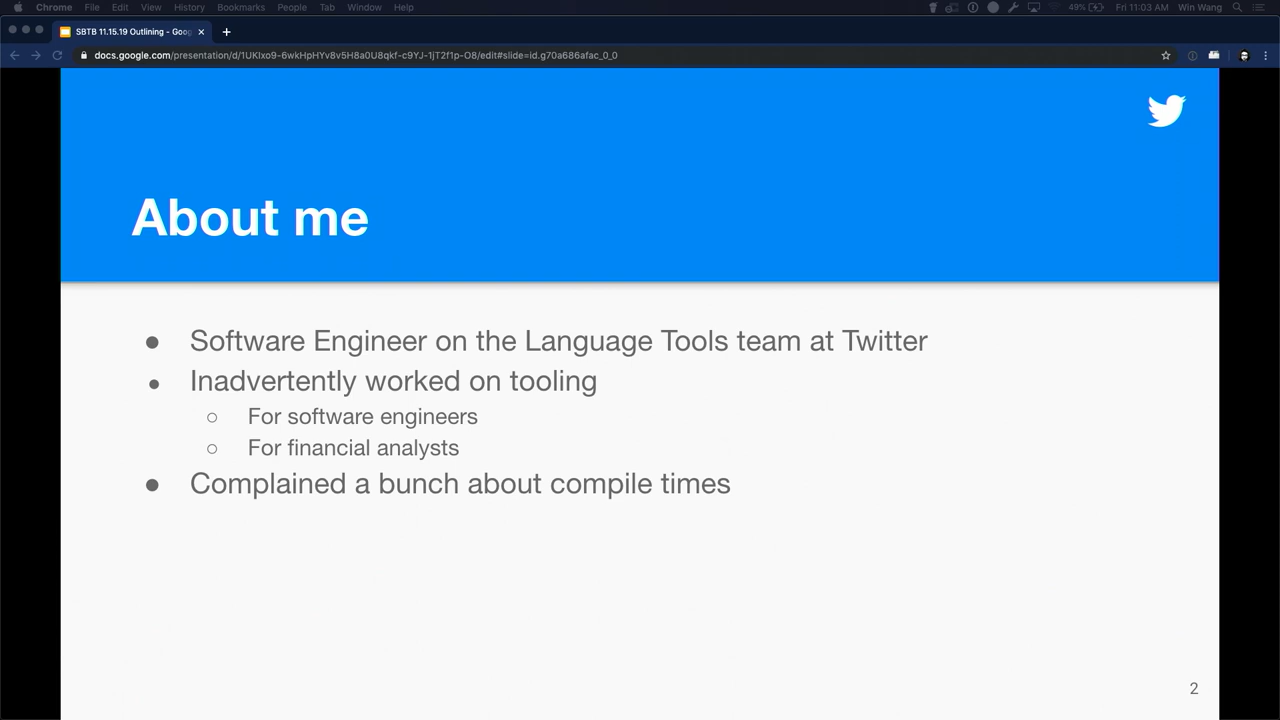 Chrome File Edit View History Bookmarks People Tab Window Help 49% Fri 11:03 AM Win Wang
SBTB 11.15.19 Outlining - Goog
docs.google.com/presentation/d/1UKIxo9-6wkHpHYv8v5H8a0U8qkf-c9YJ-1jT2f1p-O8/edit#slide=id.g70a686afac_0_0
About me
● Software Engineer on the Language Tools team at Twitter
● Inadvertently worked on tooling
○ For software engineers
○ For financial analysts
● Complained a bunch about compile times
2